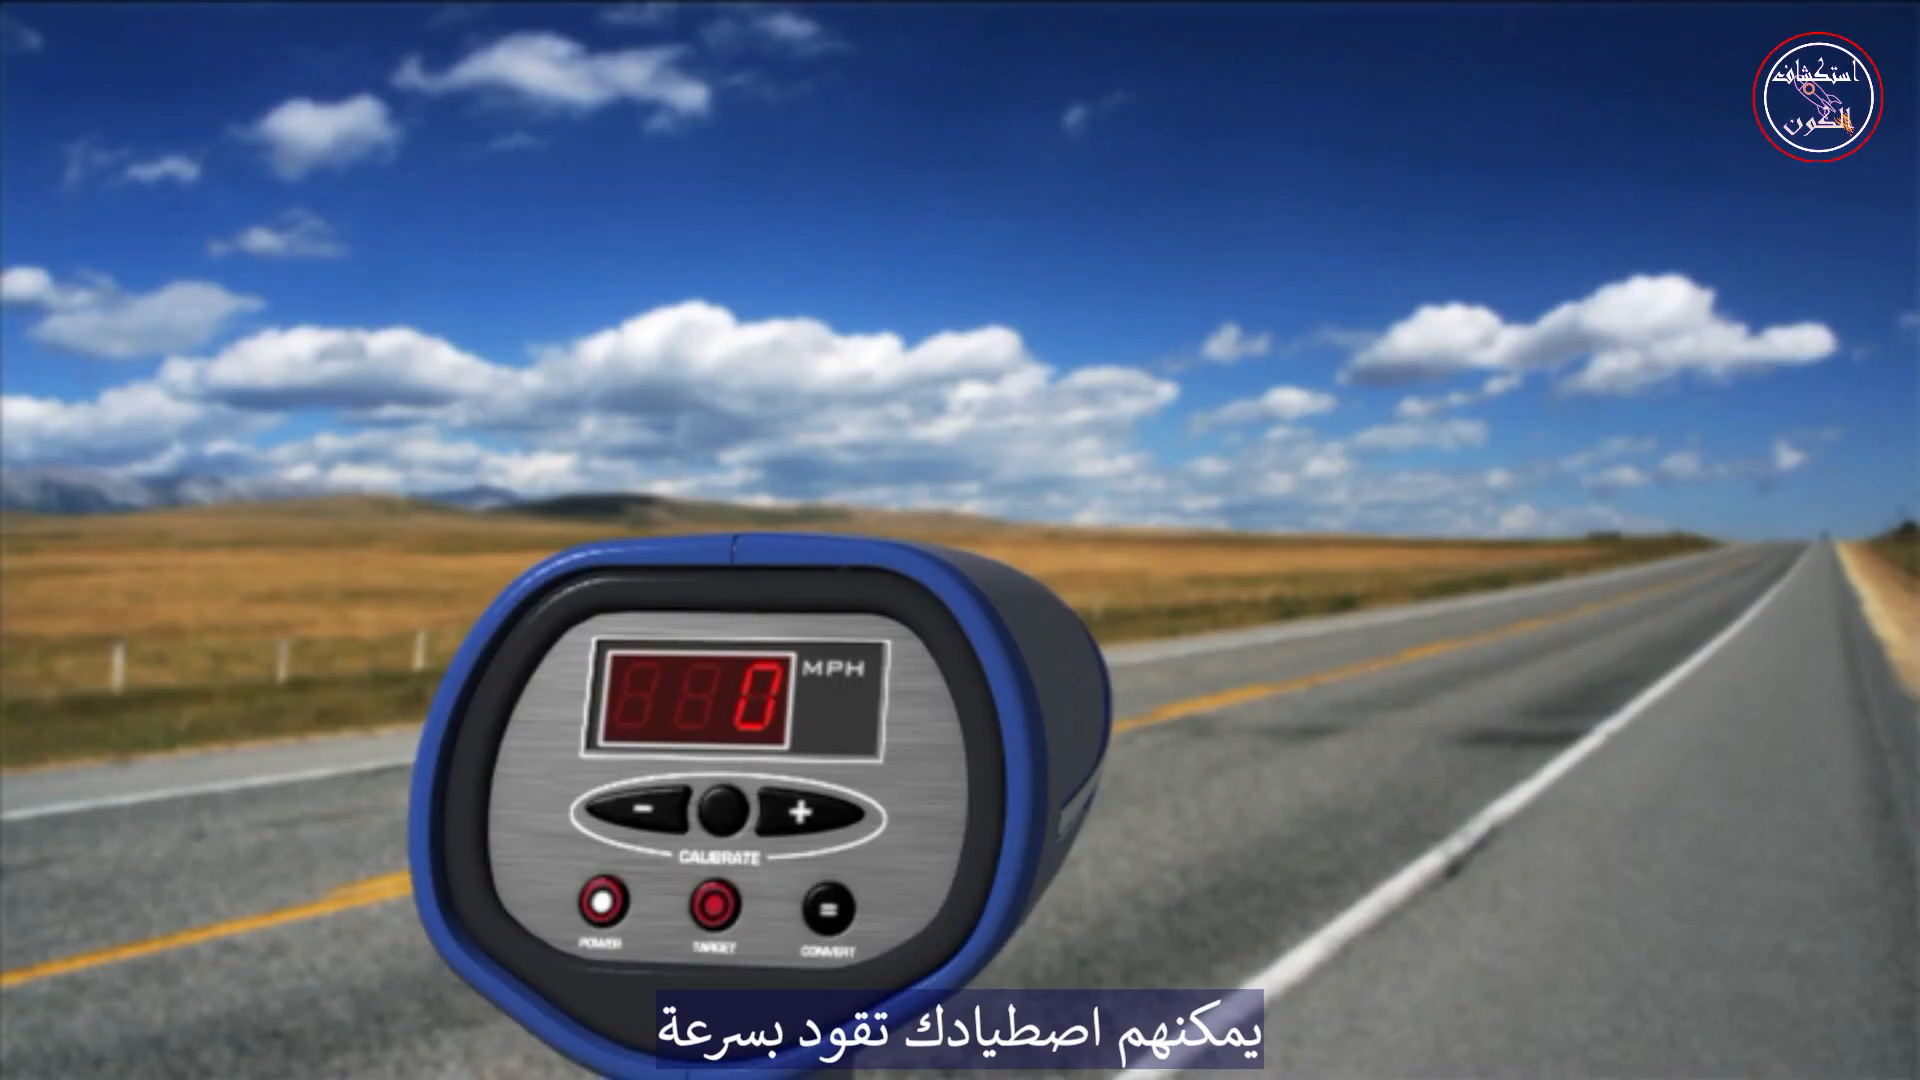 استكشاف
الكون
0 MPH
- +
CALIBRATE
POWER TARGET CONVERT
يمكنهم اصطيادك تقود بسرعة